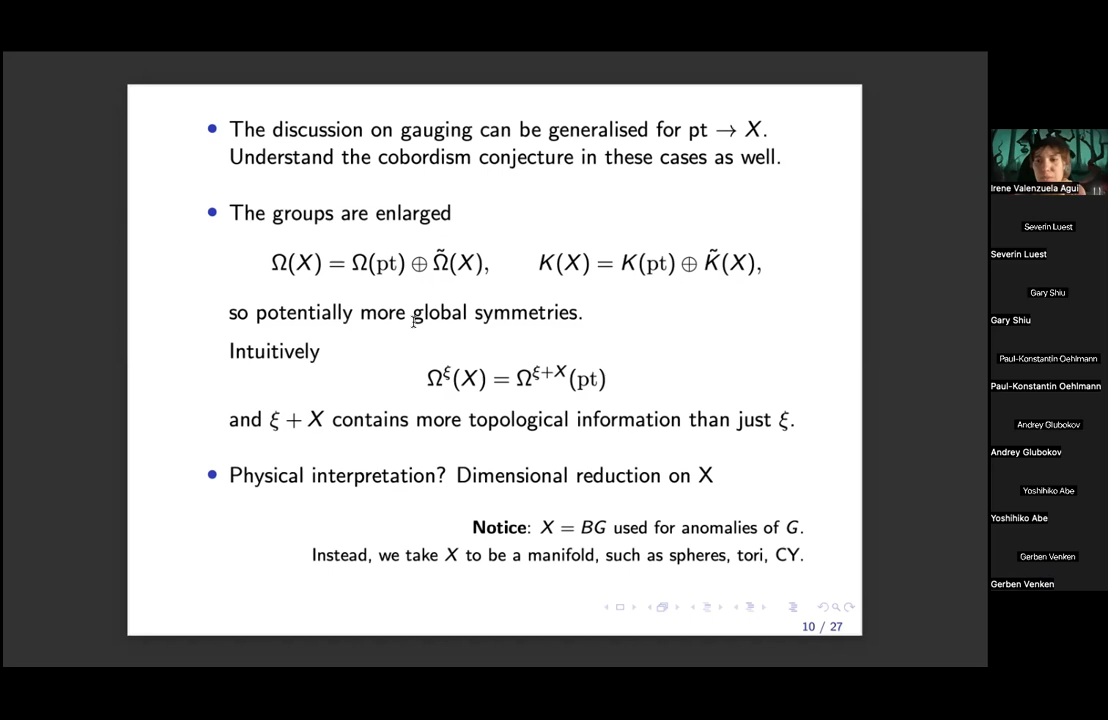 • The discussion on gauging can be generalised for pt → X.
Understand the cobordism conjecture in these cases as well.
• The groups are enlarged
Ω(X) = Ω(pt) ⊕ Ω̃(X), K(X) = K(pt) ⊕ K̃(X),
so potentially more global symmetries.
Intuitively
Ω^ξ(X) = Ω^{ξ+X}(pt)
and ξ + X contains more topological information than just ξ.
• Physical interpretation? Dimensional reduction on X
Notice: X = BG used for anomalies of G.
Instead, we take X to be a manifold, such as spheres, tori, CY.
10 / 27
Irene Valenzuela Agui
Severin Luest
Severin Luest
Gary Shiu
Gary Shiu
Paul-Konstantin Oehlmann
Paul-Konstantin Oehlmann
Andrey Glubokov
Andrey Glubokov
Yoshihiko Abe
Yoshihiko Abe
Gerben Venken
Gerben Venken